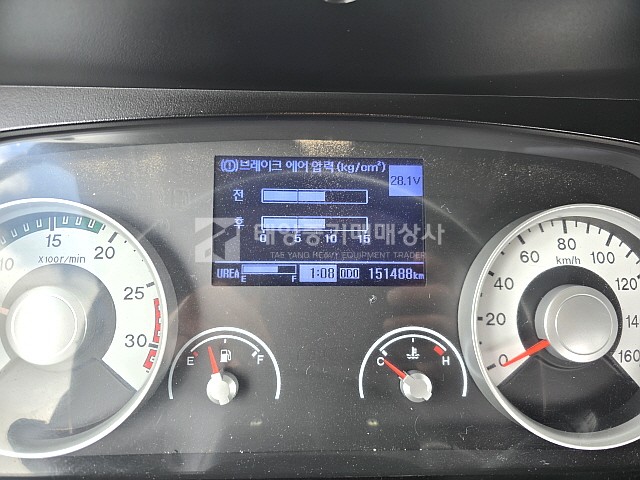 (①)브레이크 에어 압력 (kg/cm²)
28.1V
전
후
0 5 10 15
태양중기매매상사
TAE YANG HEAVY EQUIPMENT TRADER
UREA E F 1:08 ODO 151488km
10 15 20 25 30
X100r/min
E F
C H
0 20 40 60 80 100 120 140 160
km/h